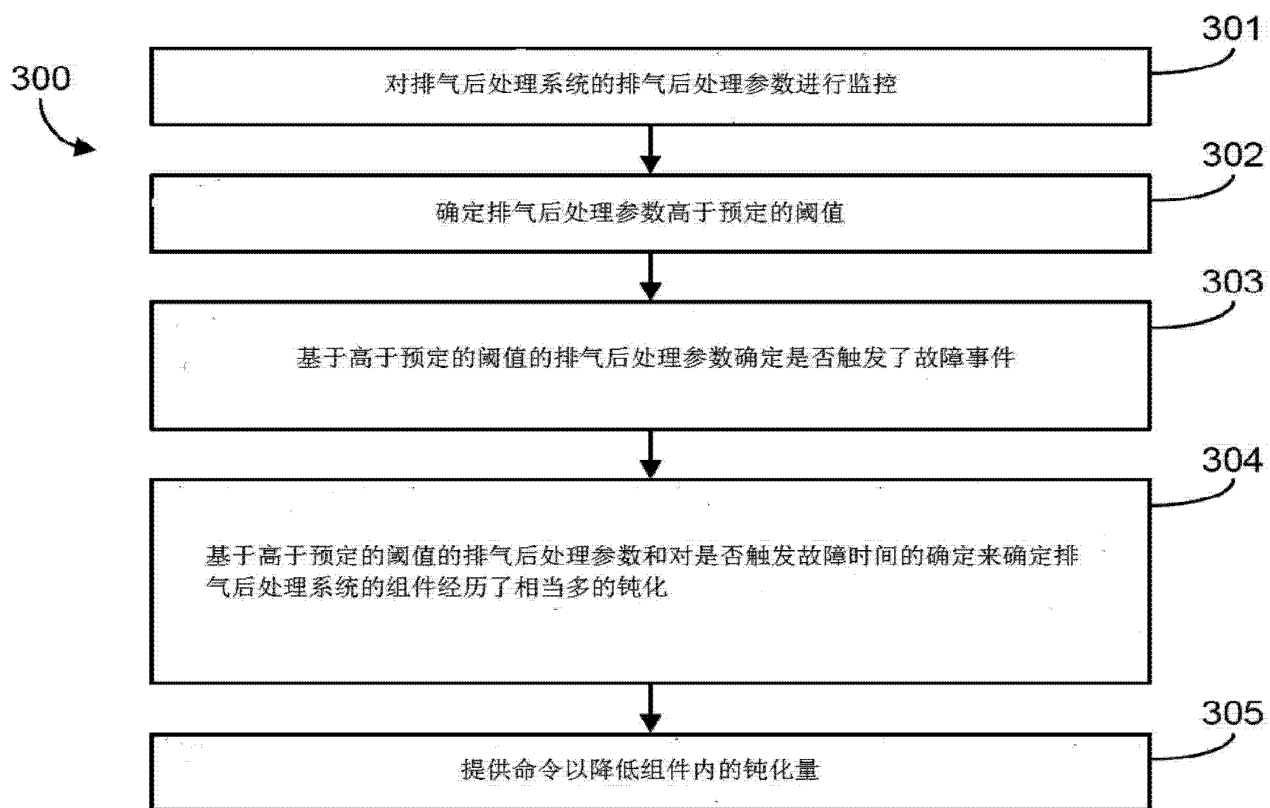 301
300
对排气后处理系统的排气后处理参数进行监控
302
确定排气后处理参数高于预定的阈值
303
基于高于预定的阈值的排气后处理参数确定是否触发了故障事件
304
基于高于预定的阈值的排气后处理参数和对是否触发故障时间的确定来确定排
气后处理系统的组件经历了相当多的钝化
305
提供命令以降低组件内的钝化量